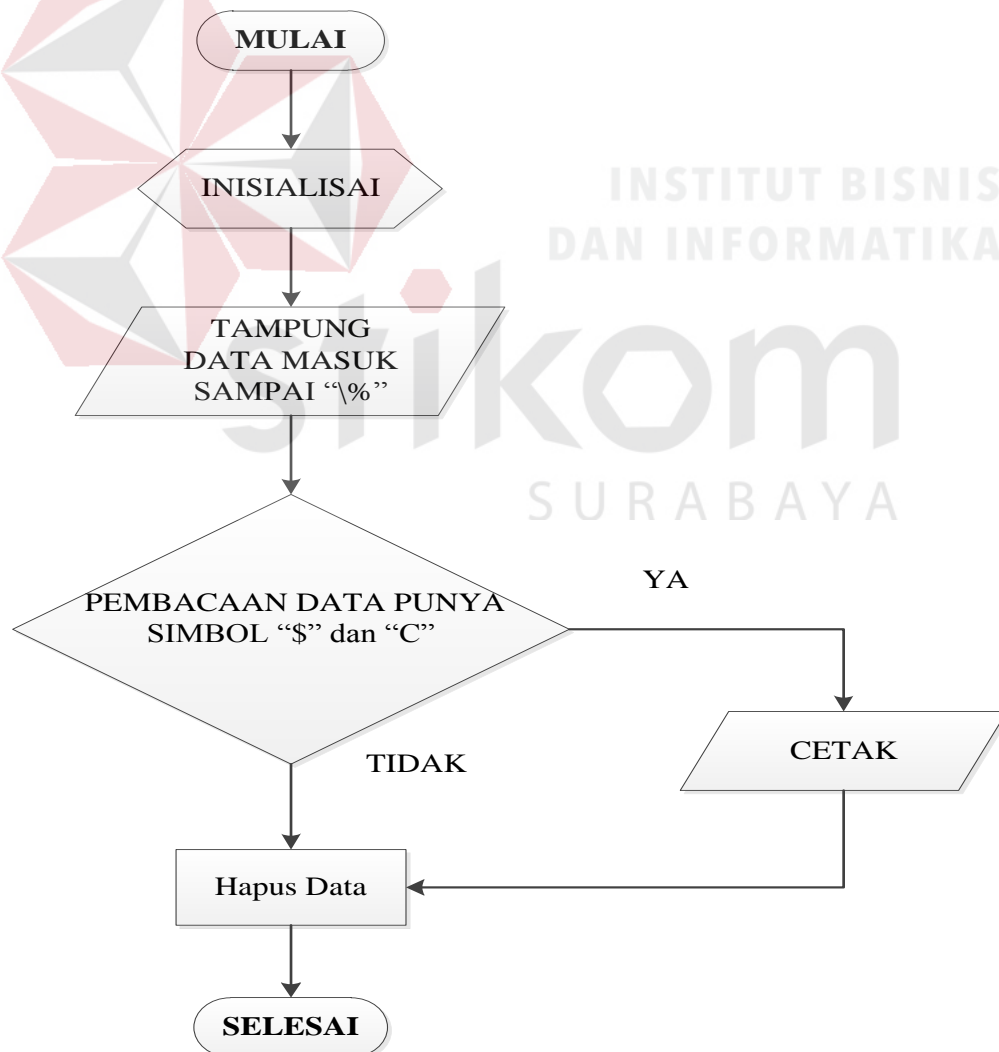 MULAI
INISIALISAI
INSTITUT BISNIS
DAN INFORMATIKA
TAMPUNG
DATA MASUK
SAMPAI “\%”
stikom
SURABAYA
PEMBACAAN DATA PUNYA
SIMBOL “$” dan “C”
YA
TIDAK
CETAK
Hapus Data
SELESAI